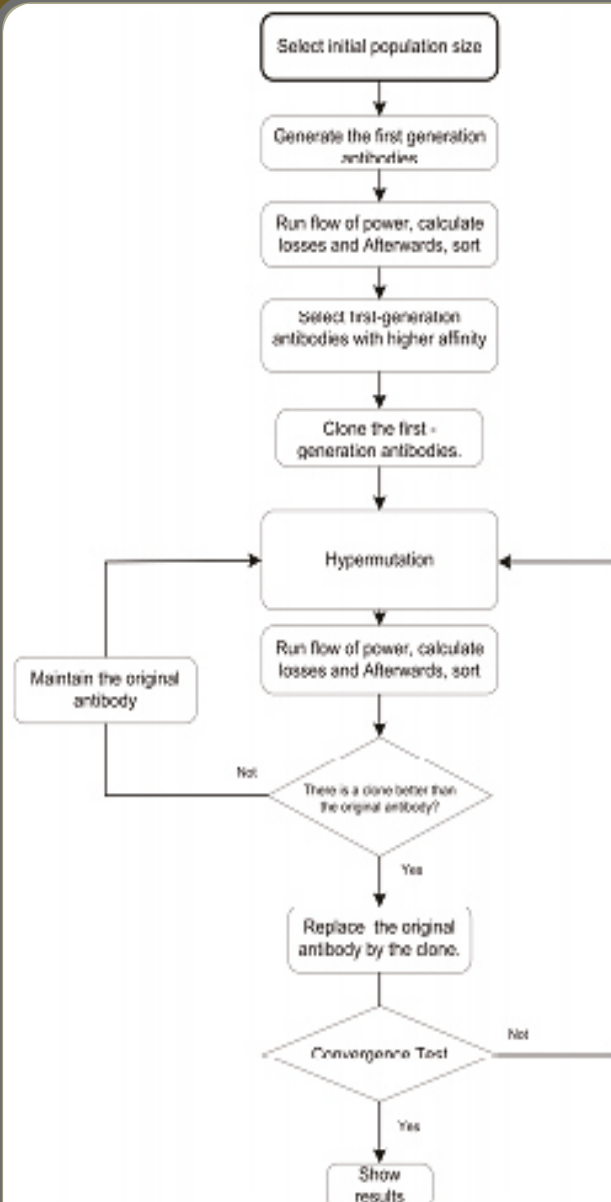 Select initial population size
Generate the first generation
antibodies
Run flow of power, calculate
losses and Afterwards, sort
Select first-generation
antibodies with higher affinity
Clone the first -
generation antibodies.
Hypermutation
Run flow of power, calculate
losses and Afterwards, sort
Maintain the original
antibody
Not
There is a clone better than
the original antibody?
Yes
Replace the original
antibody by the clone.
Not
Convergence Test
Yes
Show
results